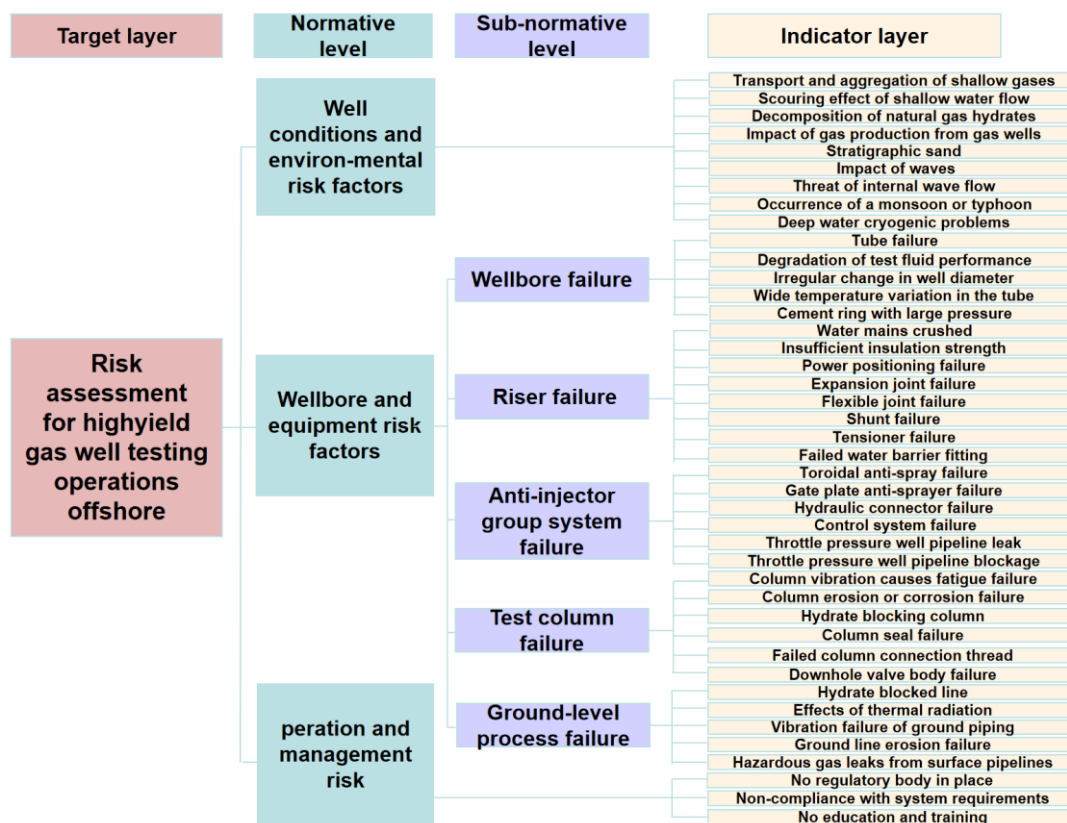 Target layer
Normative
level
Sub-normative
level
Indicator layer
Risk
assessment
for highyield
gas well testing
operations
offshore
Well
conditions and
environ-mental
risk factors
Wellbore and
equipment risk
factors
peration and
management
risk
Wellbore failure
Riser failure
Anti-injector
group system
failure
Test column
failure
Ground-level
process failure
Transport and aggregation of shallow gases
Scouring effect of shallow water flow
Decomposition of natural gas hydrates
Impact of gas production from gas wells
Stratigraphic sand
Impact of waves
Threat of internal wave flow
Occurrence of a monsoon or typhoon
Deep water cryogenic problems
Tube failure
Degradation of test fluid performance
Irregular change in well diameter
Wide temperature variation in the tube
Cement ring with large pressure
Water mains crushed
Insufficient insulation strength
Power positioning failure
Expansion joint failure
Flexible joint failure
Shunt failure
Tensioner failure
Failed water barrier fitting
Toroidal anti-spray failure
Gate plate anti-sprayer failure
Hydraulic connector failure
Control system failure
Throttle pressure well pipeline leak
Throttle pressure well pipeline blockage
Column vibration causes fatigue failure
Column erosion or corrosion failure
Hydrate blocking column
Column seal failure
Failed column connection thread
Downhole valve body failure
Hydrate blocked line
Effects of thermal radiation
Vibration failure of ground piping
Ground line erosion failure
Hazardous gas leaks from surface pipelines
No regulatory body in place
Non-compliance with system requirements
No education and training